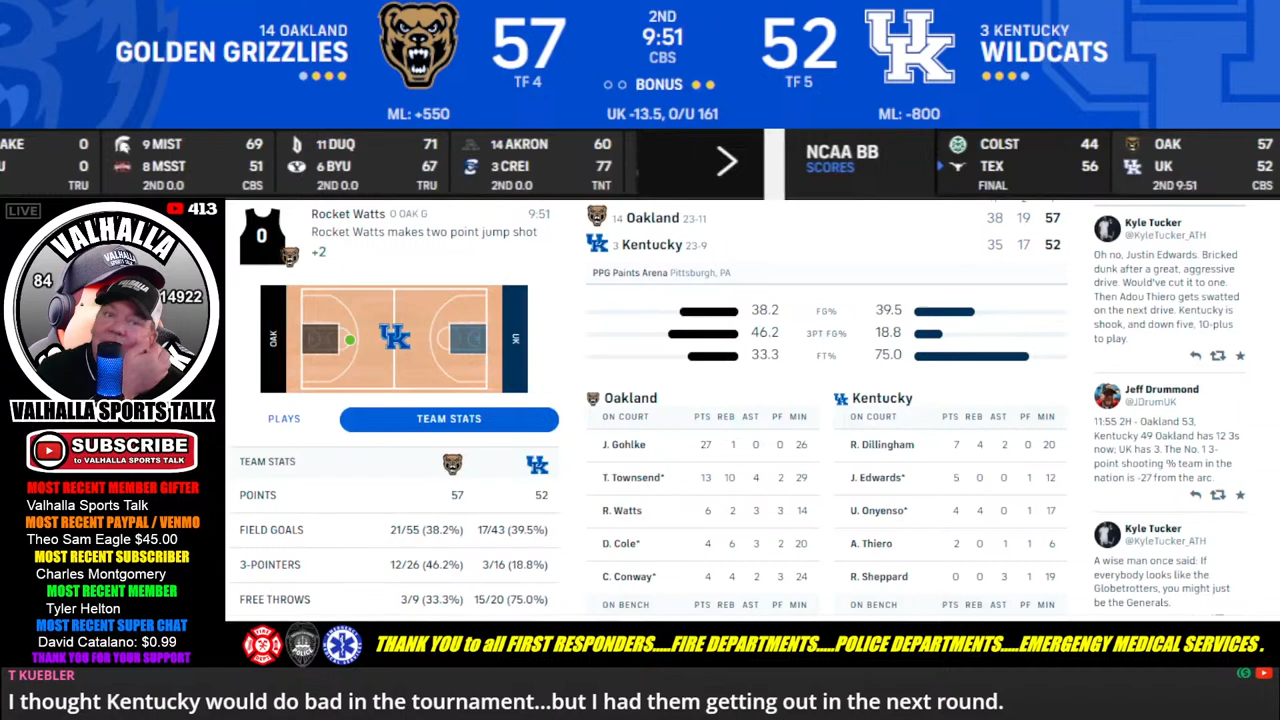 14 OAKLAND
GOLDEN GRIZZLIES
57
TF 4
ML: +550
2ND
9:51
CBS
BONUS
UK -13.5, O/U 161
52
TF 5
ML: -800
3 KENTUCKY
WILDCATS
AKE 0
U 0
TRU
9 MIST 69
8 MSST 51
2ND 0.0 CBS
11 DUQ 71
6 BYU 67
2ND 0.0 TRU
14 AKRON 60
3 CREI 77
2ND 0.0 TNT
NCAA BB
SCORES
COLST 44
TEX 56
FINAL
OAK 57
UK 52
2ND 9:51 CBS
LIVE
413
VALHALLA
84
14922
VALHALLA SPORTS TALK
SUBSCRIBE
to VALHALLA SPORTS TALK
MOST RECENT MEMBER GIFTER
Valhalla Sports Talk
MOST RECENT PAYPAL / VENMO
Theo Sam Eagle $45.00
MOST RECENT SUBSCRIBER
Charles Montgomery
MOST RECENT MEMBER
Tyler Helton
MOST RECENT SUPER CHAT
David Catalano: $0.99
THANK YOU FOR YOUR SUPPORT
0
Rocket Watts 0 OAK G 9:51
Rocket Watts makes two point jump shot
+2
OAK
UK
PLAYS
TEAM STATS
TEAM STATS
POINTS 57 52
FIELD GOALS 21/55 (38.2%) 17/43 (39.5%)
3-POINTERS 12/26 (46.2%) 3/16 (18.8%)
FREE THROWS 3/9 (33.3%) 15/20 (75.0%)
14 Oakland 23-11 38 19 57
3 Kentucky 23-9 35 17 52
PPG Paints Arena Pittsburgh, PA
38.2 FG% 39.5
46.2 3PT FG% 18.8
33.3 FT% 75.0
Oakland
ON COURT PTS REB AST PF MIN
J. Gohlke 27 1 0 0 26
T. Townsend* 13 10 4 2 29
R. Watts 6 2 3 3 14
D. Cole* 4 6 3 2 20
C. Conway* 4 4 2 3 24
ON BENCH PTS REB AST PF MIN
Kentucky
ON COURT PTS REB AST PF MIN
R. Dillingham 7 4 2 0 20
J. Edwards* 5 0 0 1 12
U. Onyenso* 4 4 0 1 17
A. Thiero 2 0 1 1 6
R. Sheppard 0 0 3 1 19
ON BENCH PTS REB AST PF MIN
Kyle Tucker
@KyleTucker_ATH
Oh no, Justin Edwards. Bricked
dunk after a great, aggressive
drive. Would've cut it to one.
Then Adou Thiero gets swatted
on the next drive. Kentucky is
shook, and down five, 10-plus
to play.
Jeff Drummond
@JDrumUK
11:55 2H - Oakland 53,
Kentucky 49 Oakland has 12 3s
now; UK has 3. The No. 1 3-
point shooting % team in the
nation is -27 from the arc.
Kyle Tucker
@KyleTucker_ATH
A wise man once said: If
everybody looks like the
Globetrotters, you might just
be the Generals.
THANK YOU to all FIRST RESPONDERS.....FIRE DEPARTMENTS.....POLICE DEPARTMENTS.....EMERGENGY MEDICAL SERVICES .
T KUEBLER
I thought Kentucky would do bad in the tournament...but I had them getting out in the next round.